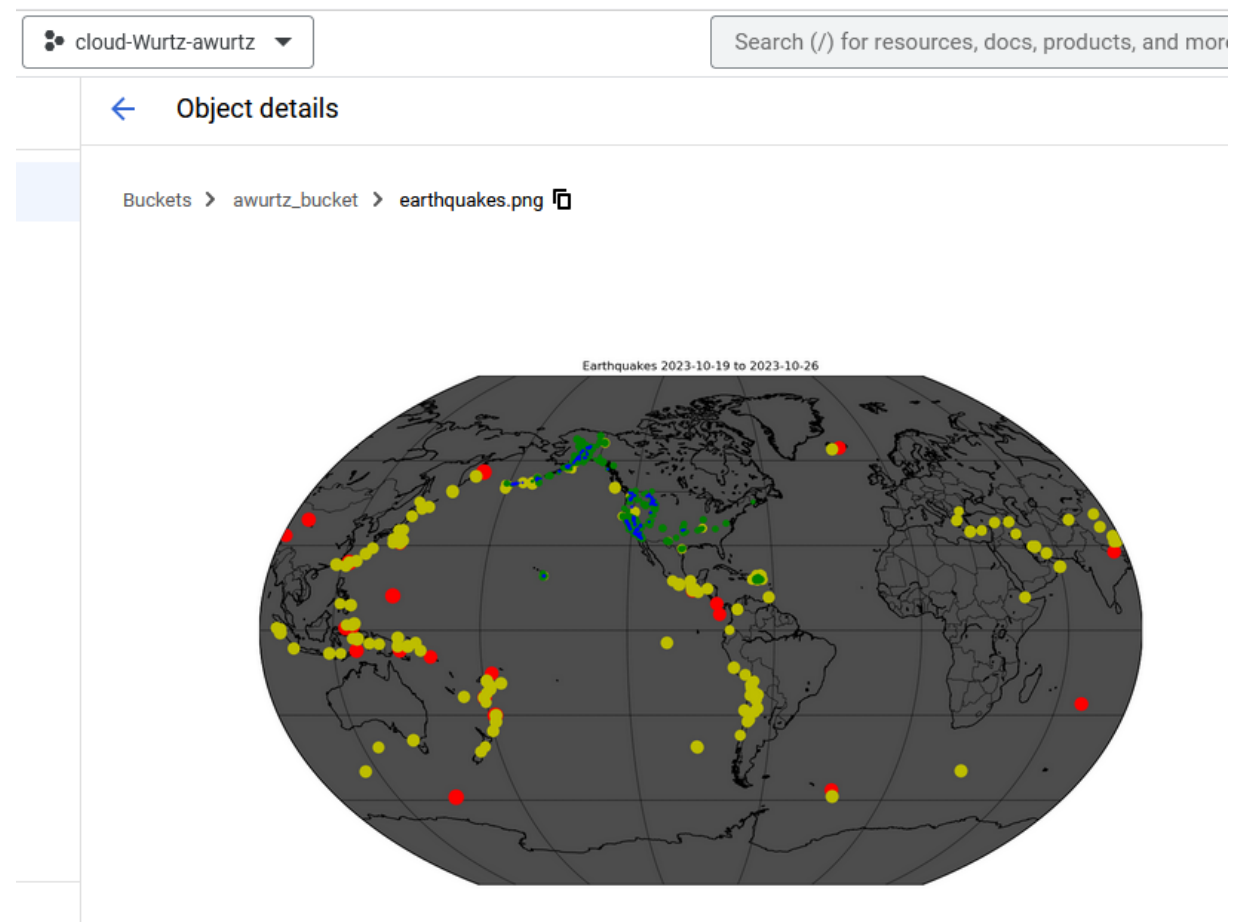 cloud-Wurtz-awurtz
Search (/) for resources, docs, products, and more
Object details
Buckets > awurtz_bucket > earthquakes.png
Earthquakes 2023-10-19 to 2023-10-26